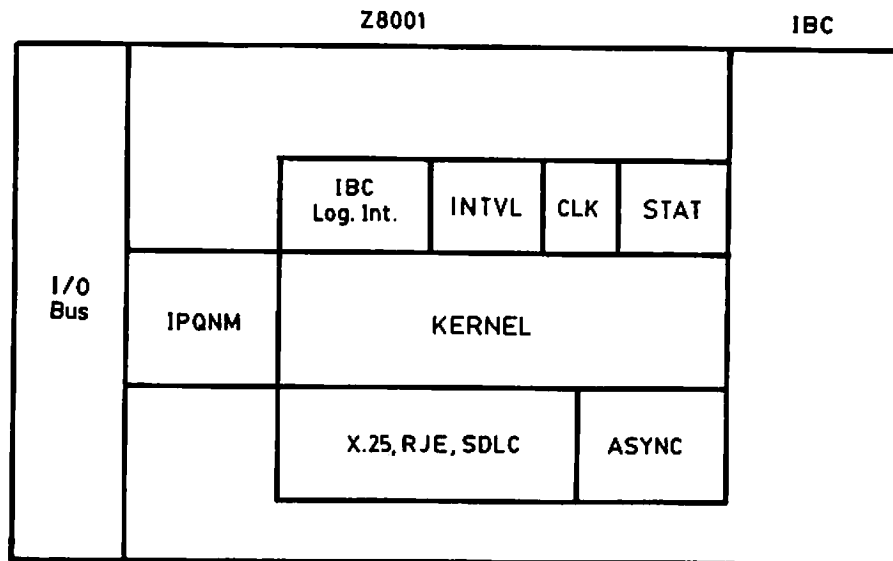 Z8001
IBC
IBC
Log. Int.
INTVL
CLK
STAT
I/O
Bus
IPQNM
KERNEL
X.25, RJE, SDLC
ASYNC